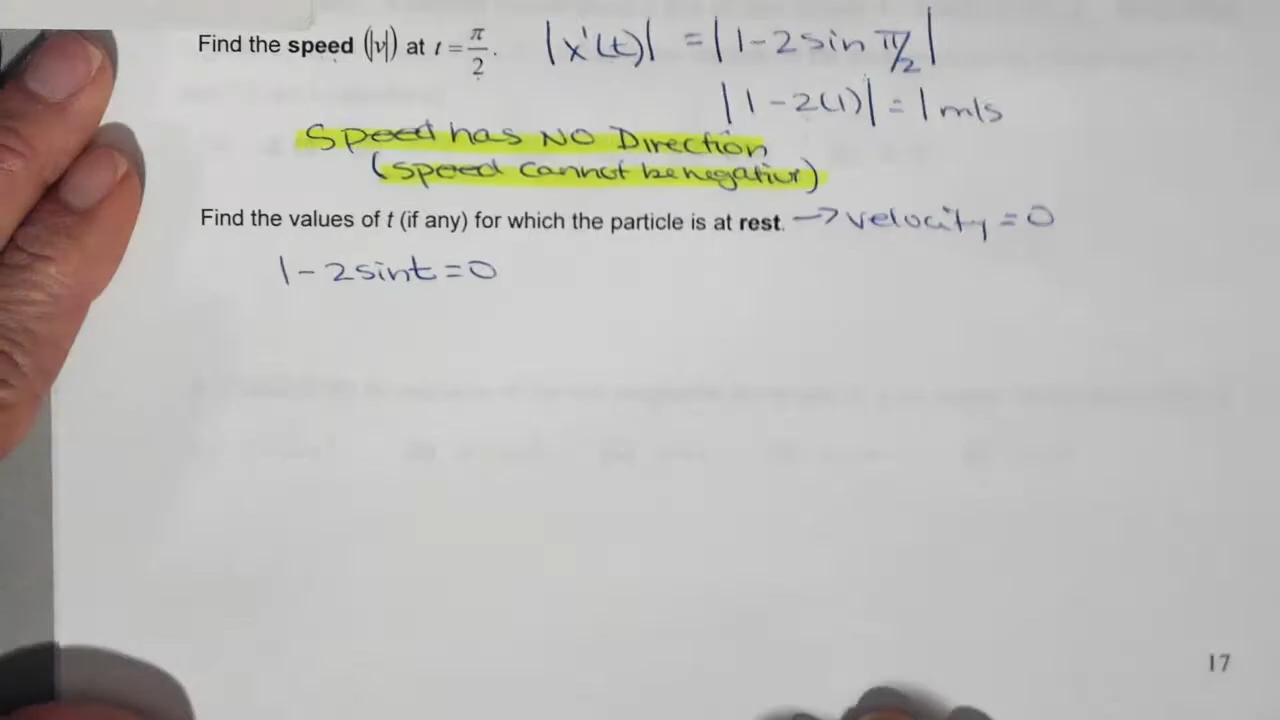 Find the speed (|v|) at t = π/2. |x'(t)| = |1-2 sin π/2|
|1-2(1)| = 1 m/s
Speed has NO Direction
(speed cannot be negative)
Find the values of t (if any) for which the particle is at rest. → velocity = 0
1-2sint = 0
17